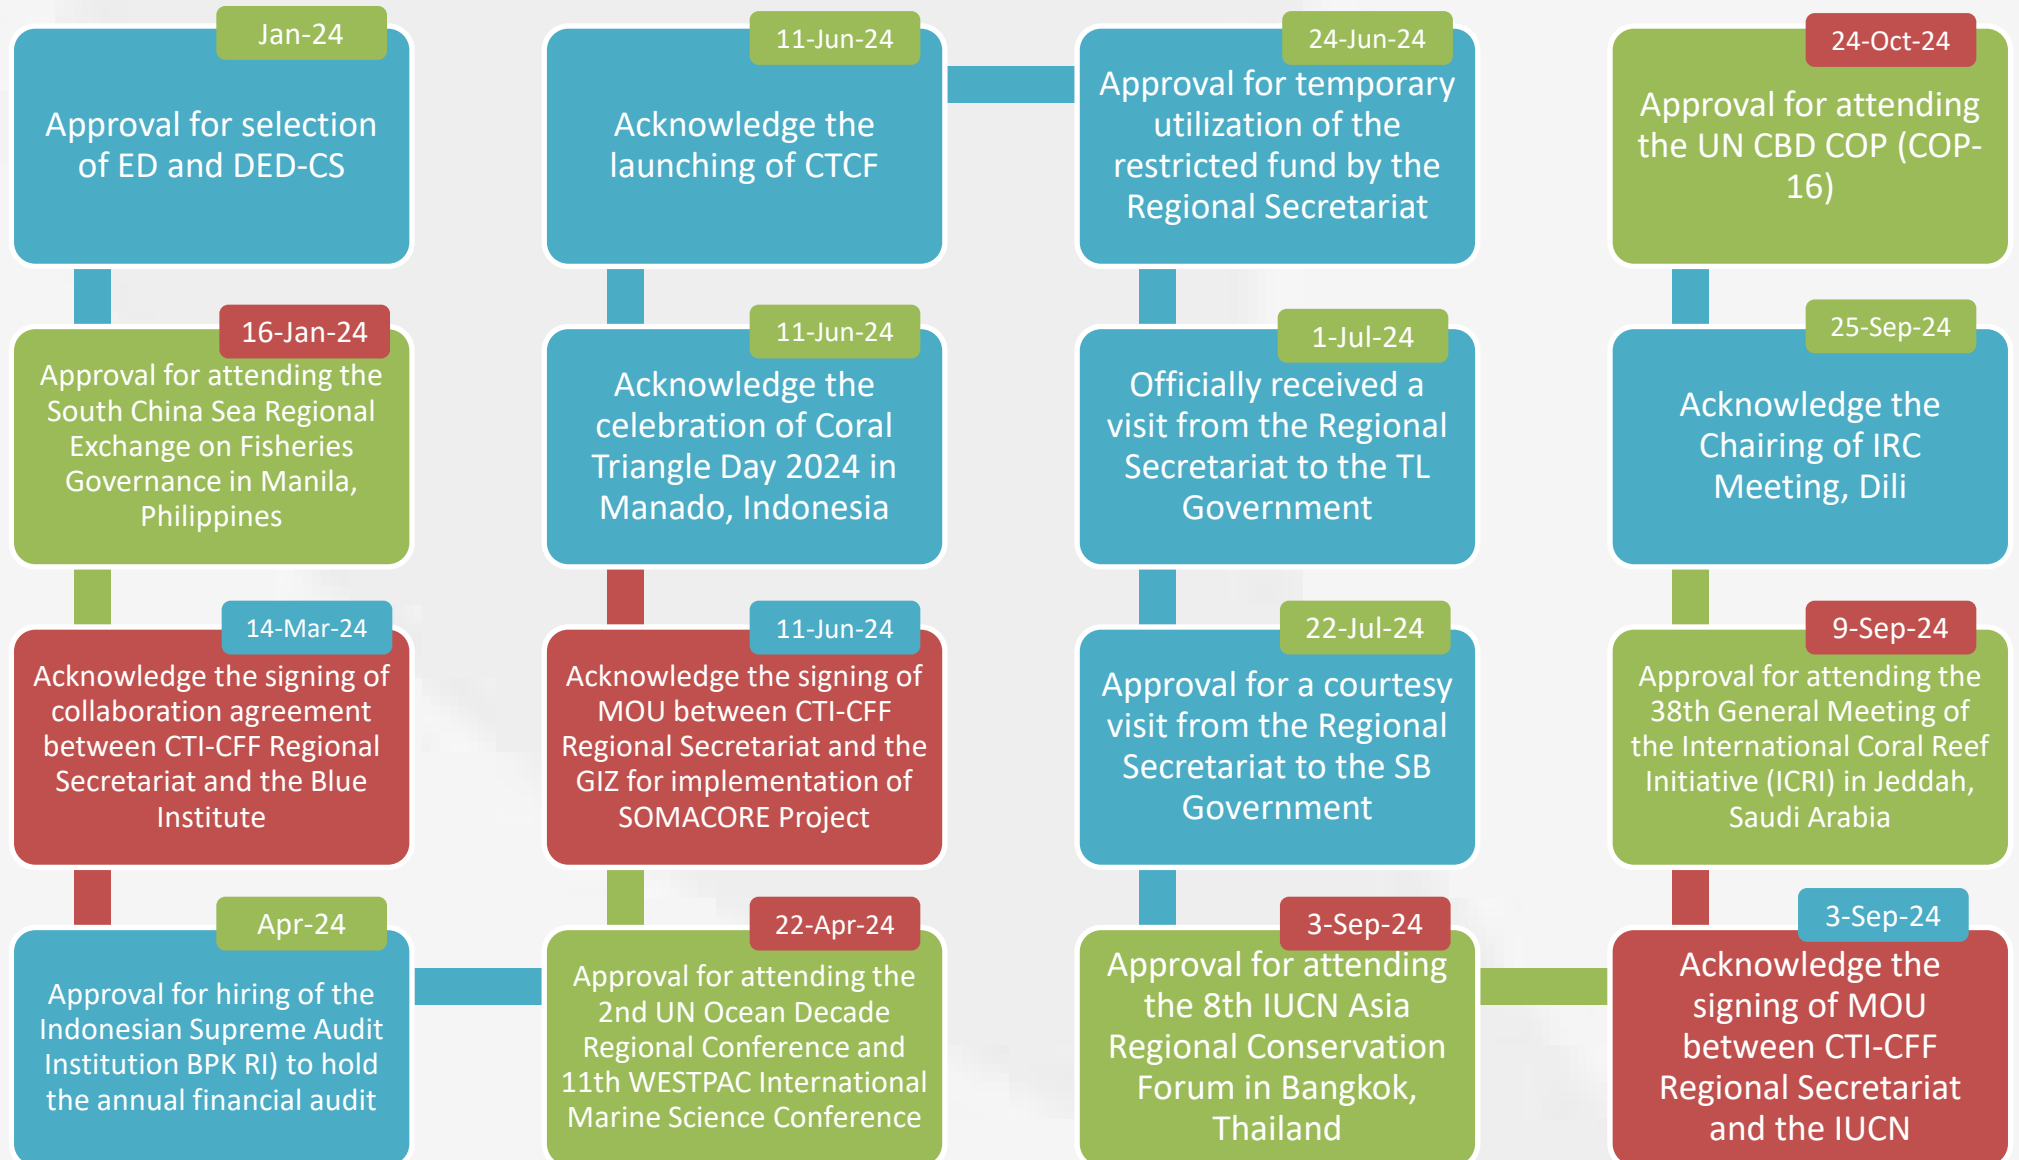 Jan-24
Approval for selection
of ED and DED-CS
16-Jan-24
Approval for attending the
South China Sea Regional
Exchange on Fisheries
Governance in Manila,
Philippines
14-Mar-24
Acknowledge the signing of
collaboration agreement
between CTI-CFF Regional
Secretariat and the Blue
Institute
Apr-24
Approval for hiring of the
Indonesian Supreme Audit
Institution BPK RI) to hold
the annual financial audit
22-Apr-24
Approval for attending the
2nd UN Ocean Decade
Regional Conference and
11th WESTPAC International
Marine Science Conference
11-Jun-24
Acknowledge the signing of
MOU between CTI-CFF
Regional Secretariat and the
GIZ for implementation of
SOMACORE Project
11-Jun-24
Acknowledge the
celebration of Coral
Triangle Day 2024 in
Manado, Indonesia
11-Jun-24
Acknowledge the
launching of CTCF
24-Jun-24
Approval for temporary
utilization of the
restricted fund by the
Regional Secretariat
1-Jul-24
Officially received a
visit from the Regional
Secretariat to the TL
Government
22-Jul-24
Approval for a courtesy
visit from the Regional
Secretariat to the SB
Government
3-Sep-24
Approval for attending
the 8th IUCN Asia
Regional Conservation
Forum in Bangkok,
Thailand
3-Sep-24
Acknowledge the
signing of MOU
between CTI-CFF
Regional Secretariat
and the IUCN
9-Sep-24
Approval for attending the
38th General Meeting of
the International Coral Reef
Initiative (ICRI) in Jeddah,
Saudi Arabia
25-Sep-24
Acknowledge the
Chairing of IRC
Meeting, Dili
24-Oct-24
Approval for attending
the UN CBD COP (COP-
16)